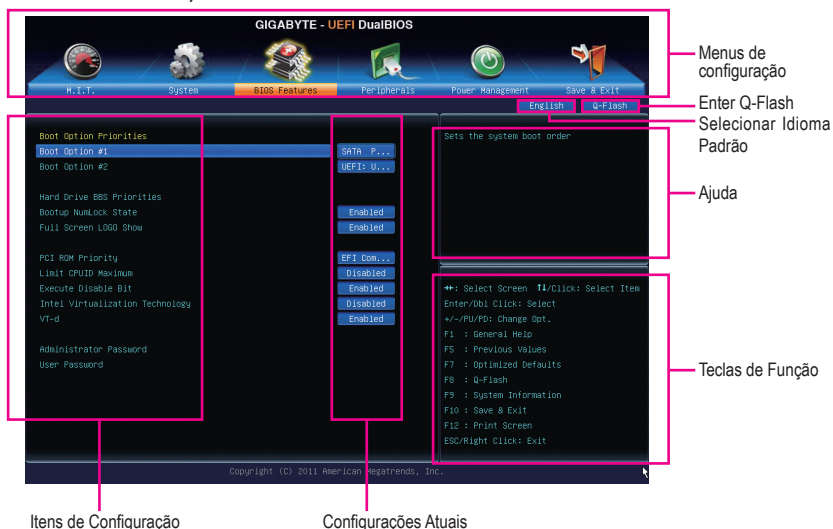 GIGABYTE - UEFI DualBIOS
M.I.T.
System
BIOS Features
Peripherals
Power Management
Save & Exit
English
Q-Flash
Menus de
configuração
Enter Q-Flash
Selecionar Idioma
Padrão
Boot Option Priorities
Boot Option #1
SATA P...
Boot Option #2
UEFI: U...
Hard Drive BBS Priorities
Bootup NumLock State
Enabled
Full Screen LOGO Show
Enabled
PCI ROM Priority
EFI Com...
Limit CPUID Maximum
Disabled
Execute Disable Bit
Enabled
Intel Virtualization Technology
Disabled
VT-d
Enabled
Administrator Password
User Password
Sets the system boot order
Ajuda
→←: Select Screen ↑↓/Click: Select Item
Enter/Dbl Click: Select
+/-/PU/PD: Change Opt.
F1 : General Help
F5 : Previous Values
F7 : Optimized Defaults
F8 : Q-Flash
F9 : System Information
F10 : Save & Exit
F12 : Print Screen
ESC/Right Click: Exit
Teclas de Função
Copyright (C) 2011 American Megatrends, Inc.
Itens de Configuração
Configurações Atuais